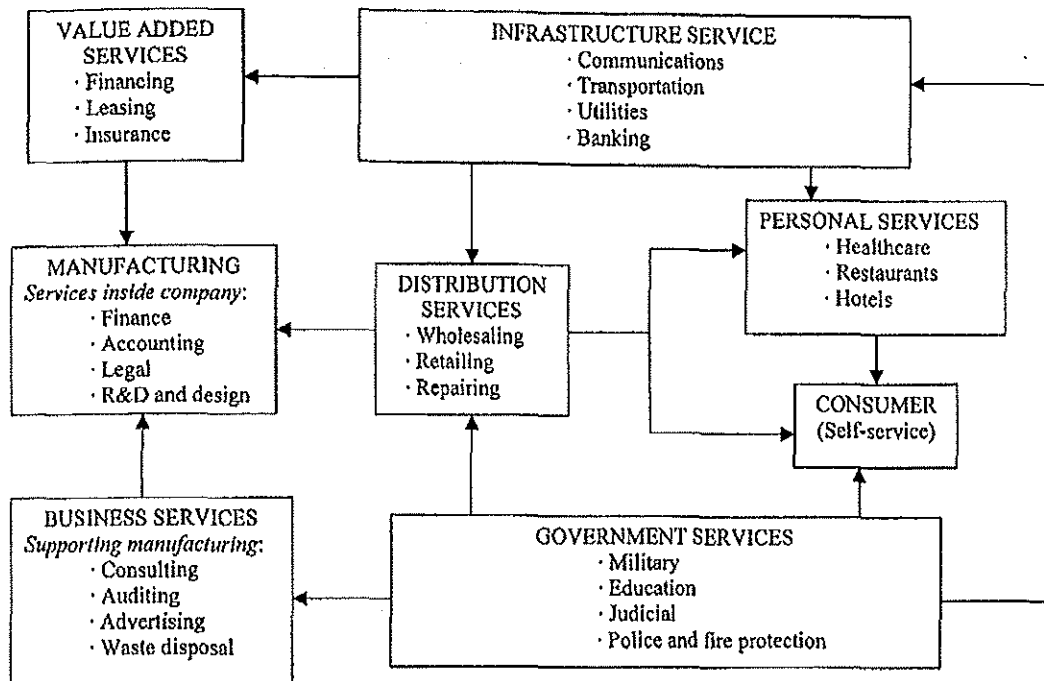 VALUE ADDED
SERVICES
· Financing
· Leasing
· Insurance
INFRASTRUCTURE SERVICE
· Communications
· Transportation
· Utilities
· Banking
PERSONAL SERVICES
· Healthcare
· Restaurants
· Hotels
MANUFACTURING
Services inside company:
· Finance
· Accounting
· Legal
· R&D and design
DISTRIBUTION
SERVICES
· Wholesaling
· Retailing
· Repairing
CONSUMER
(Self-service)
BUSINESS SERVICES
Supporting manufacturing:
· Consulting
· Auditing
· Advertising
· Waste disposal
GOVERNMENT SERVICES
· Military
· Education
· Judicial
· Police and fire protection